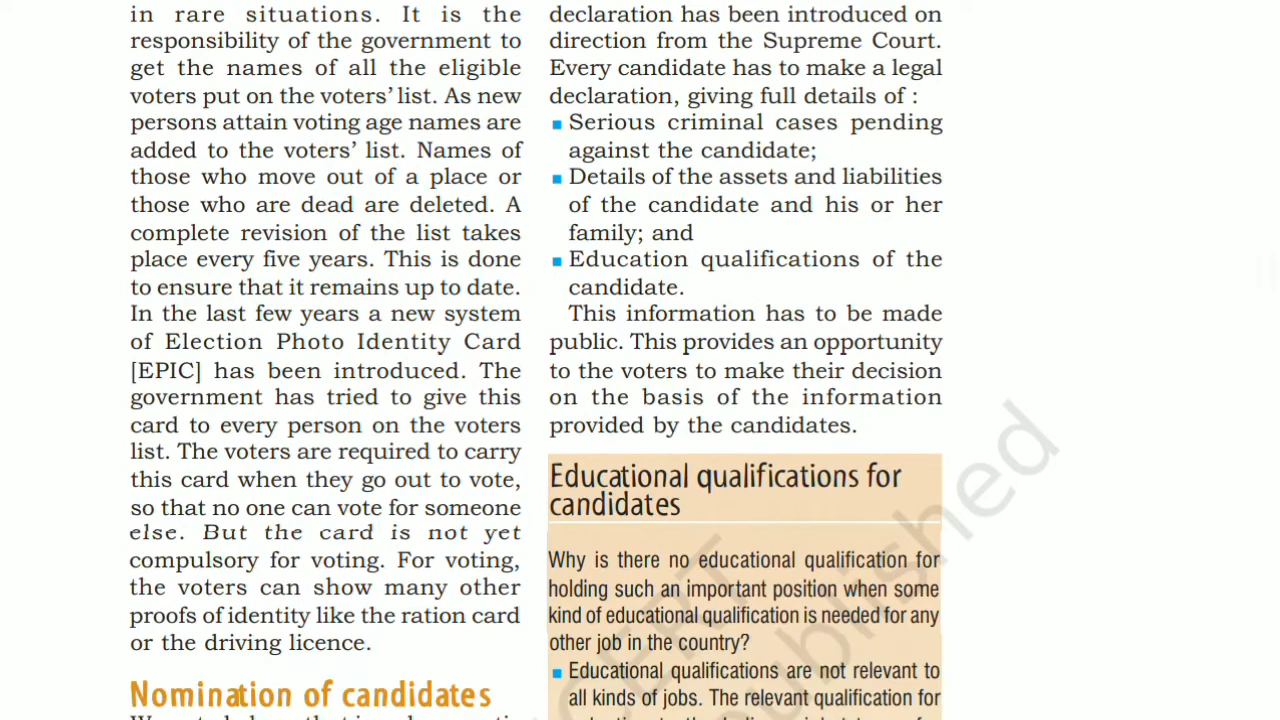 in rare situations. It is the
responsibility of the government to
get the names of all the eligible
voters put on the voters' list. As new
persons attain voting age names are
added to the voters' list. Names of
those who move out of a place or
those who are dead are deleted. A
complete revision of the list takes
place every five years. This is done
to ensure that it remains up to date.
In the last few years a new system
of Election Photo Identity Card
[EPIC] has been introduced. The
government has tried to give this
card to every person on the voters
list. The voters are required to carry
this card when they go out to vote,
so that no one can vote for someone
else. But the card is not yet
compulsory for voting. For voting,
the voters can show many other
proofs of identity like the ration card
or the driving licence.
Nomination of candidates
declaration has been introduced on
direction from the Supreme Court.
Every candidate has to make a legal
declaration, giving full details of :
Serious criminal cases pending
against the candidate;
Details of the assets and liabilities
of the candidate and his or her
family; and
Education qualifications of the
candidate.
This information has to be made
public. This provides an opportunity
to the voters to make their decision
on the basis of the information
provided by the candidates.
Educational qualifications for
candidates
Why is there no educational qualification for
holding such an important position when some
kind of educational qualification is needed for any
other job in the country?
Educational qualifications are not relevant to
all kinds of jobs. The relevant qualification for